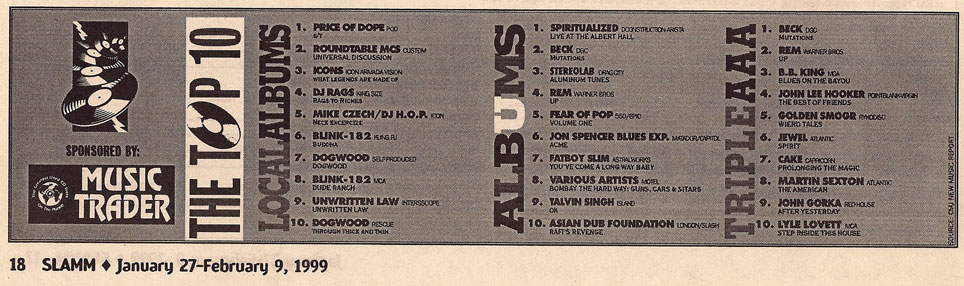 SPONSORED BY:
MUSIC
TRADER
THE TOP 10
LOCAL ALBUMS
1. PRICE OF DOPE POD
S/T
2. ROUNDTABLE MCS CUSTOM
UNIVERSAL DISCUSSION
3. ICONS ICON ARMADA VISION
WHAT LEGENDS ARE MADE OF
4. DJ RAGS KING SIZE
RAGS TO RICHES
5. MIKE CZECH/DJ H.O.P. ICON
NECK EXCERCIZE
6. BLINK-182 KUNG FU
BUDDHA
7. DOGWOOD SELF PRODUCED
DOGWOOD
8. BLINK-182 MCA
DUDE RANCH
9. UNWRITTEN LAW INTERSSCOPE
UNWRITTEN LAW
10. DOGWOOD RESCUE
THROUGH THICK AND THIN
ALBUMS
1. SPIRITUALIZED DCONSTRUCTION-ARISTA
LIVE AT THE ALBERT HALL
2. BECK DGC
MUTATIONS
3. STEREOLAB DRAG CITY
ALUMINUM TUNES
4. REM WARNER BROS
UP
5. FEAR OF POP 550/EPIC
VOLUME ONE
6. JON SPENCER BLUES EXP. MATADOR/CAPITOL
ACME
7. FATBOY SLIM ASTRALWORKS
YOU'VE COME A LONG WAY BABY
8. VARIOUS ARTISTS MOTEL
BOMBAY THE HARD WAY: GUNS, CARS & SITARS
9. TALVIN SINGH ISLAND
OK
10. ASIAN DUB FOUNDATION LONDON/SLASH
RAFI'S REVENGE
TRIPLE AAA
1. BECK DGC
MUTATIONS
2. REM WARNER BROS
UP
3. B.B. KING MCA
BLUES ON THE BAYOU
4. JOHN LEE HOOKER POINTBLANK-VIRGIN
THE BEST OF FRIENDS
5. GOLDEN SMOGR RYKODISC
WIERD TALES
6. JEWEL ATLANTIC
SPIRIT
7. CAKE CAPRICORN
PROLONGING THE MAGIC
8. MARTIN SEXTON ATLANTIC
THE AMERICAN
9. JOHN GORKA RED HOUSE
AFTER YESTERDAY
10. LYLE LOVETT MCA
STEP INSIDE THIS HOUSE
SOURCE: CMJ NEW MUSIC REPORT
18 SLAMM ♦ January 27–February 9, 1999